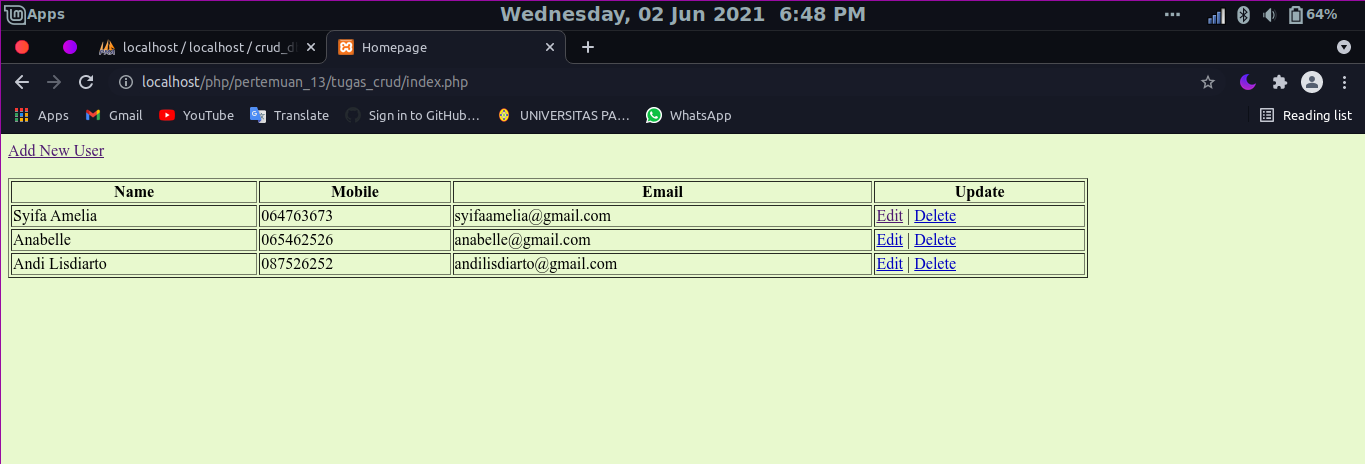 Apps Wednesday, 02 Jun 2021 6:48 PM ··· 64%
localhost / localhost / crud_d Homepage
localhost/php/pertemuan_13/tugas_crud/index.php
Apps Gmail YouTube Translate Sign in to GitHub… UNIVERSITAS PA… WhatsApp Reading list
Add New User
Name Mobile Email Update
Syifa Amelia 064763673 syifaamelia@gmail.com Edit | Delete
Anabelle 065462526 anabelle@gmail.com Edit | Delete
Andi Lisdiarto 087526252 andilisdiarto@gmail.com Edit | Delete